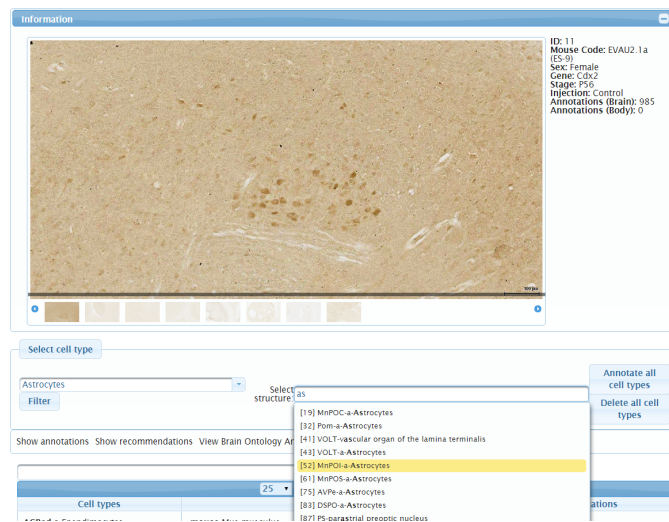 Information
ID: 11
Mouse Code: EVAU2.1a
(ES-9)
Sex: Female
Gene: Cdx2
Stage: P56
Injection: Control
Annotations (Brain): 985
Annotations (Body): 0
Select cell type
Astrocytes
Filter
Select
structure:
as
Annotate all
cell types
Delete all cell
types
[19] MnPOC-a-Astrocytes
[32] Pom-a-Astrocytes
[41] VOLT-vascular organ of the lamina terminalis
[43] VOLT-a-Astrocytes
[52] MnPOI-a-Astrocytes
[61] MnPOS-a-Astrocytes
[75] AVPe-a-Astrocytes
[83] DSPO-a-Astrocytes
[87] PS-parastrial preoptic nucleus
Show annotations Show recommendations View Brain Ontology An
25
Cell types
ations